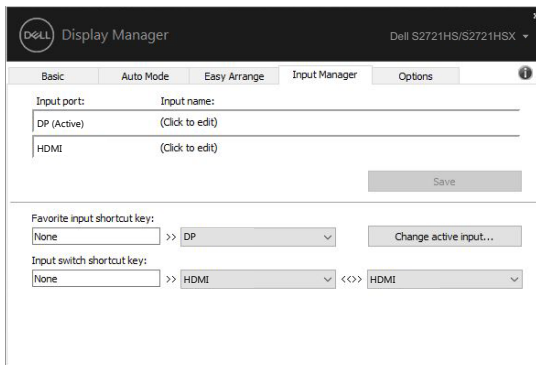 DELL Display Manager Dell S2721HS/S2721HSX
Basic Auto Mode Easy Arrange Input Manager Options
Input port: Input name:
DP (Active) (Click to edit)
HDMI (Click to edit)
Save
Favorite input shortcut key:
None >> DP Change active input...
Input switch shortcut key:
None >> HDMI <<>> HDMI